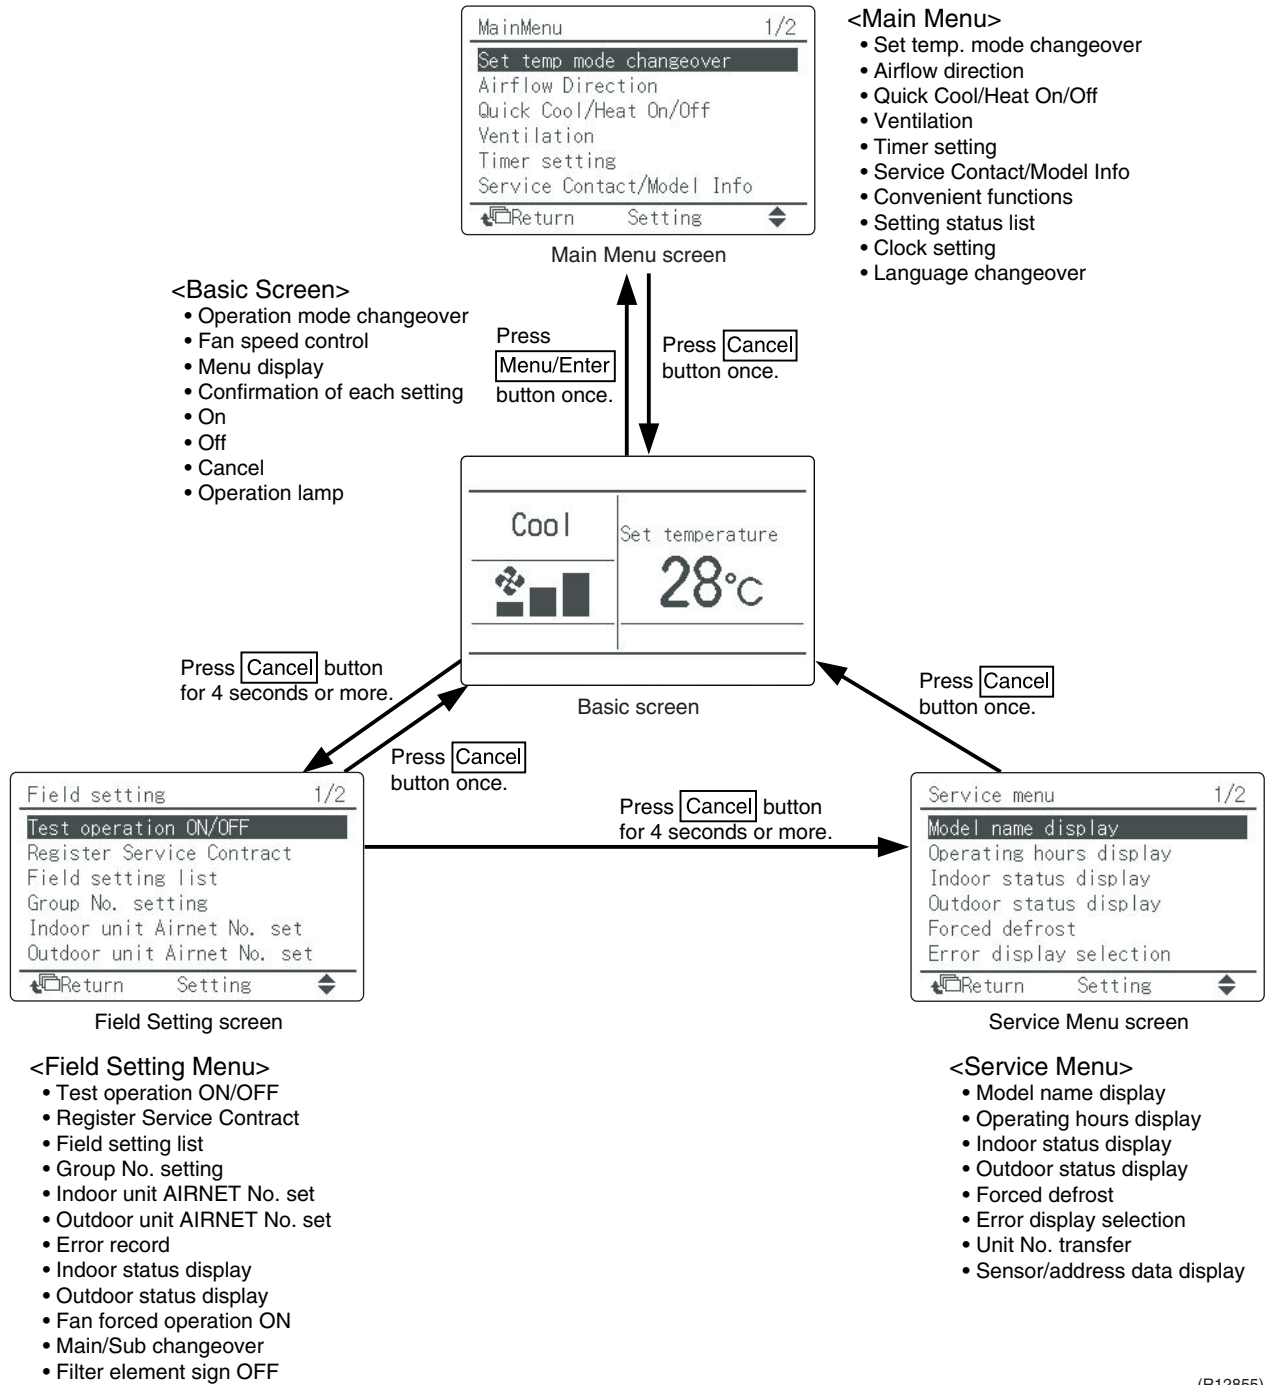 MainMenu 1/2
Set temp mode changeover
Airflow Direction
Quick Cool/Heat On/Off
Ventilation
Timer setting
Service Contact/Model Info
Return Setting
Main Menu screen
<Main Menu>
• Set temp. mode changeover
• Airflow direction
• Quick Cool/Heat On/Off
• Ventilation
• Timer setting
• Service Contact/Model Info
• Convenient functions
• Setting status list
• Clock setting
• Language changeover
<Basic Screen>
• Operation mode changeover
• Fan speed control
• Menu display
• Confirmation of each setting
• On
• Off
• Cancel
• Operation lamp
Press
Menu/Enter
button once.
Press Cancel
button once.
Cool
Set temperature
28°C
Basic screen
Press Cancel button
for 4 seconds or more.
Press Cancel
button once.
Press Cancel
button once.
Press Cancel button
for 4 seconds or more.
Field setting 1/2
Test operation ON/OFF
Register Service Contract
Field setting list
Group No. setting
Indoor unit Airnet No. set
Outdoor unit Airnet No. set
Return Setting
Field Setting screen
Service menu 1/2
Model name display
Operating hours display
Indoor status display
Outdoor status display
Forced defrost
Error display selection
Return Setting
Service Menu screen
<Field Setting Menu>
• Test operation ON/OFF
• Register Service Contract
• Field setting list
• Group No. setting
• Indoor unit AIRNET No. set
• Outdoor unit AIRNET No. set
• Error record
• Indoor status display
• Outdoor status display
• Fan forced operation ON
• Main/Sub changeover
• Filter element sign OFF
<Service Menu>
• Model name display
• Operating hours display
• Indoor status display
• Outdoor status display
• Forced defrost
• Error display selection
• Unit No. transfer
• Sensor/address data display
(R12855)